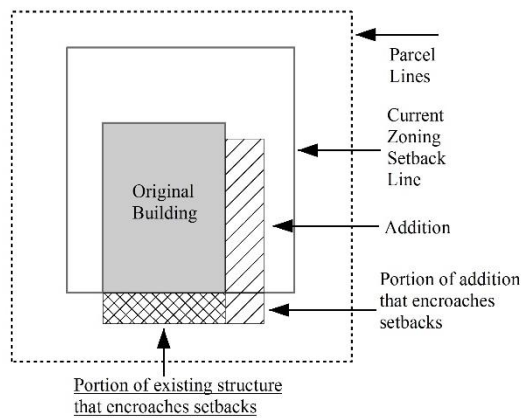 Parcel
Lines
Current
Zoning
Setback
Line
Original
Building
Addition
Portion of addition
that encroaches
setbacks
Portion of existing structure
that encroaches setbacks